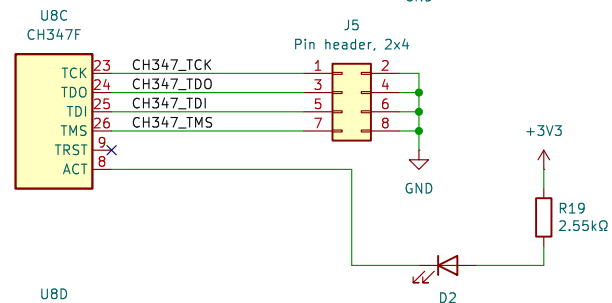 GND
U8C
CH347F
J5
Pin header, 2x4
TCK 23 CH347_TCK 1 2
TDO 24 CH347_TDO 3 4
TDI 25 CH347_TDI 5 6
TMS 26 CH347_TMS 7 8
TRST 9
ACT 8
GND
+3V3
R19
2.55kΩ
D2
U8D